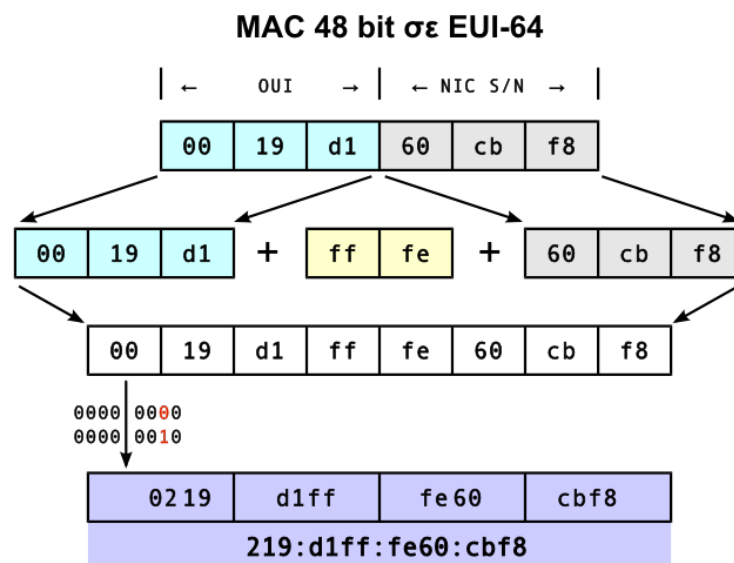 MAC 48 bit σε EUI-64
← OUI → ← NIC S/N →
00 19 d1 60 cb f8
00 19 d1 + ff fe + 60 cb f8
00 19 d1 ff fe 60 cb f8
0000 0000
0000 0010
0219 d1ff fe60 cbf8
219:d1ff:fe60:cbf8